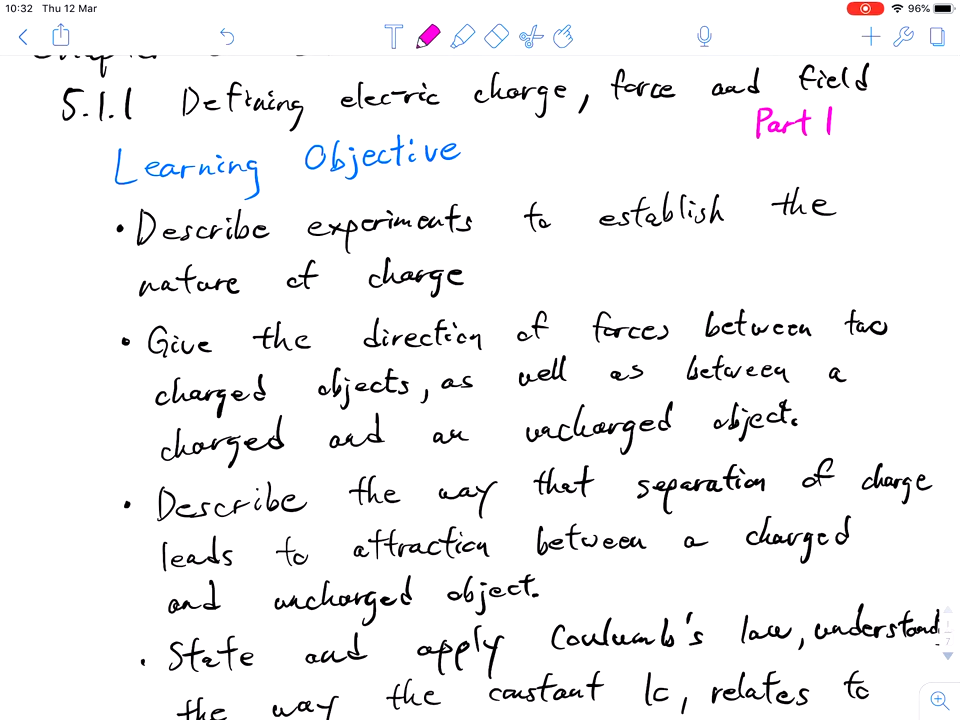 10:32 Thu 12 Mar 96%
Chapter
5.1.1 Defining electric charge, force and field
Part 1
Learning Objective
• Describe experiments to establish the
nature of charge
• Give the direction of forces between two
charged objects, as well as between a
charged and an uncharged object.
• Describe the way that separation of charge
leads to attraction between a charged
and uncharged object.
• State and apply Coulumb's law, understand
the way the constant k, relates to